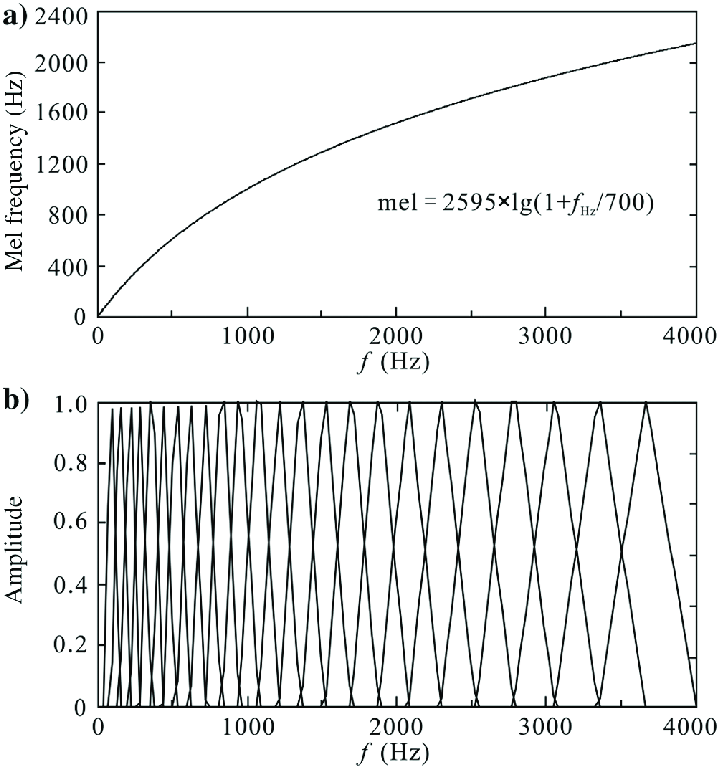 a)
2400
2000
1600
1200
800
400
0
Mel frequency (Hz)
mel = 2595×lg(1+fHz/700)
0 1000 2000 3000 4000
f (Hz)
b)
1.0
0.8
0.6
0.4
0.2
0
Amplitude
0 1000 2000 3000 4000
f (Hz)